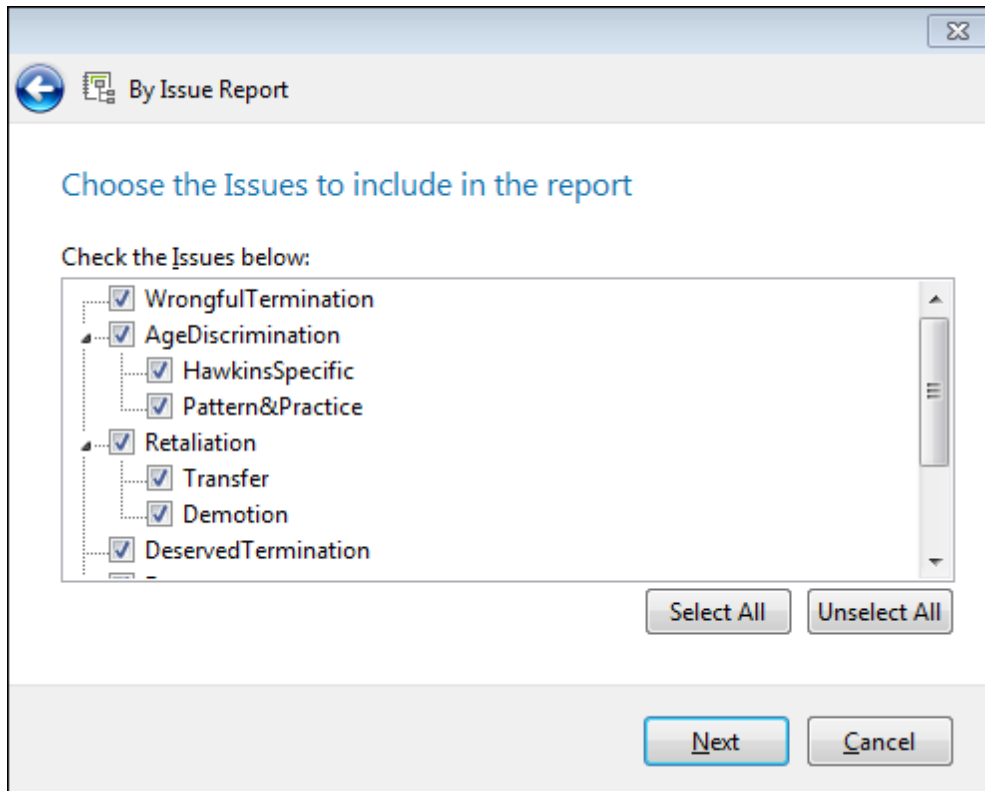 By Issue Report
Choose the Issues to include in the report
Check the Issues below:
WrongfulTermination
AgeDiscrimination
HawkinsSpecific
Pattern&Practice
Retaliation
Transfer
Demotion
DeservedTermination
Select All Unselect All
Next Cancel